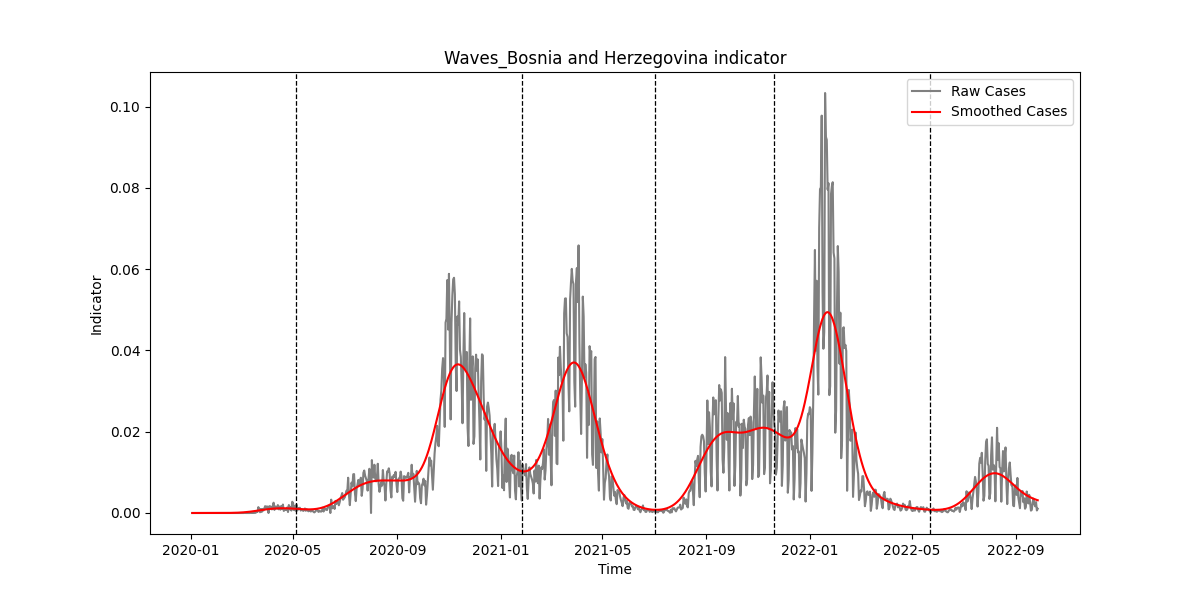 Waves_Bosnia and Herzegovina indicator
Raw Cases
Smoothed Cases
Indicator
0.10
0.08
0.06
0.04
0.02
0.00
2020-01 2020-05 2020-09 2021-01 2021-05 2021-09 2022-01 2022-05 2022-09
Time